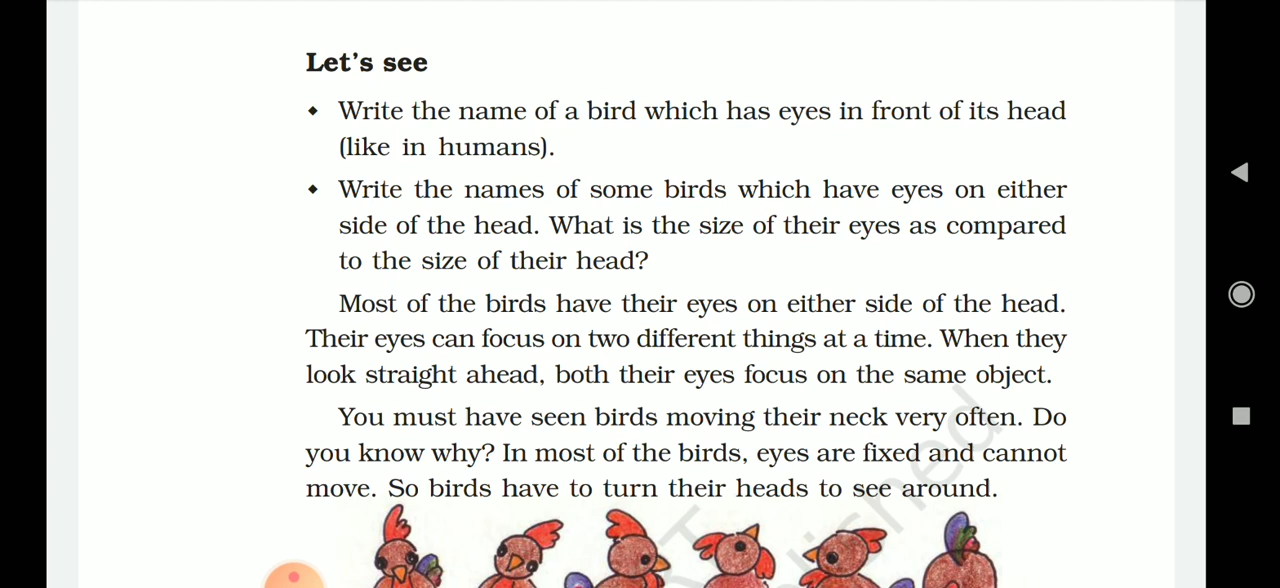 Let's see
⬥ Write the name of a bird which has eyes in front of its head
(like in humans).
⬥ Write the names of some birds which have eyes on either
side of the head. What is the size of their eyes as compared
to the size of their head?
Most of the birds have their eyes on either side of the head.
Their eyes can focus on two different things at a time. When they
look straight ahead, both their eyes focus on the same object.
You must have seen birds moving their neck very often. Do
you know why? In most of the birds, eyes are fixed and cannot
move. So birds have to turn their heads to see around.